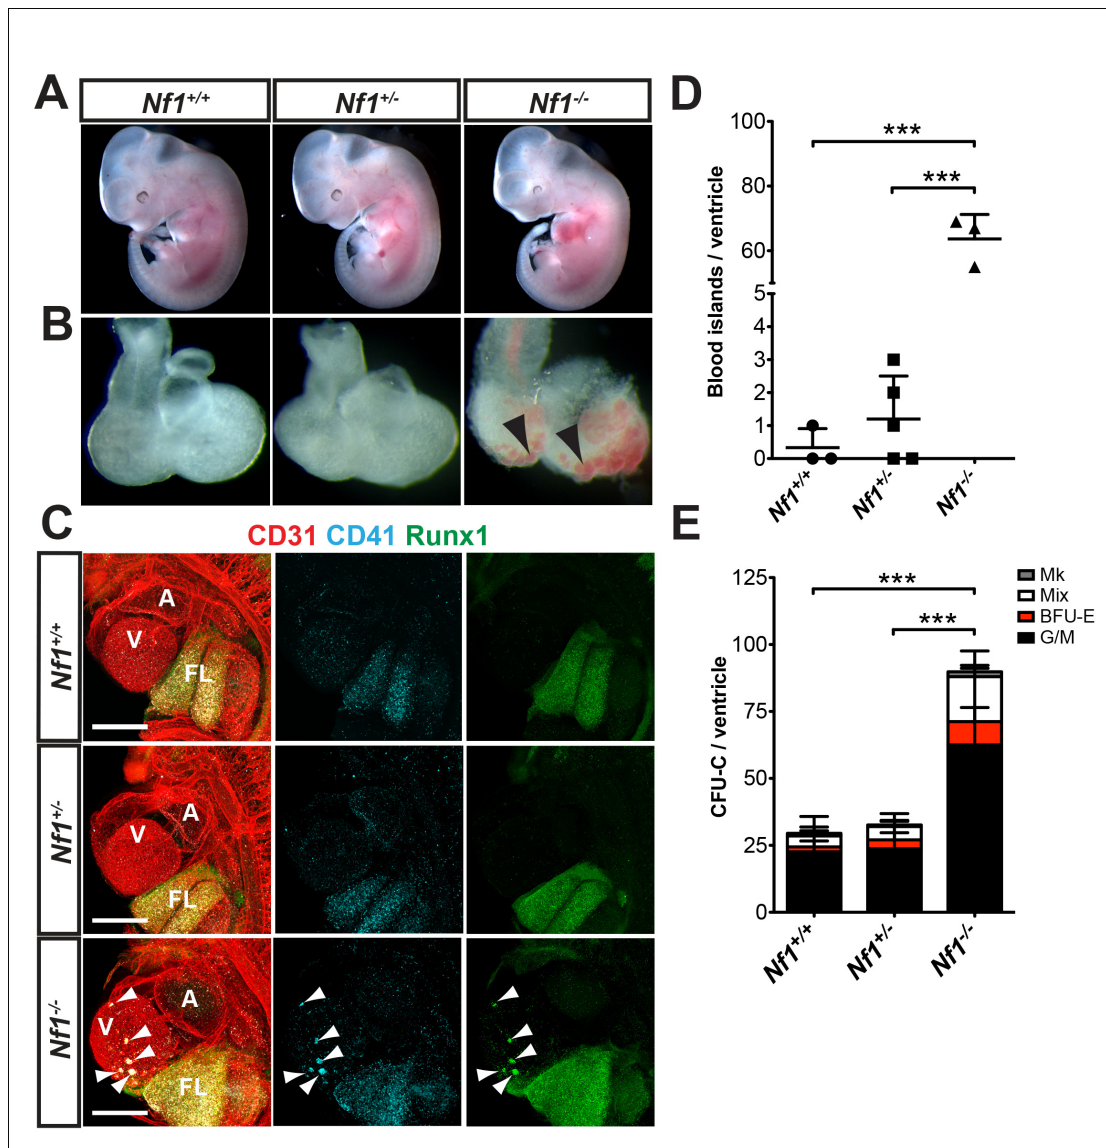 A
Nf1+/+ Nf1+/- Nf1-/-
B
C
CD31 CD41 Runx1
Nf1+/+
A
V
FL
Nf1+/-
A
V
FL
Nf1-/-
A
V
FL
D
Blood islands / ventricle
100
80
60
5
4
3
2
1
0
***
***
Nf1+/+ Nf1+/- Nf1-/-
E
CFU-C / ventricle
125
100
75
50
25
0
***
***
Mk
Mix
BFU-E
G/M
Nf1+/+ Nf1+/- Nf1-/-